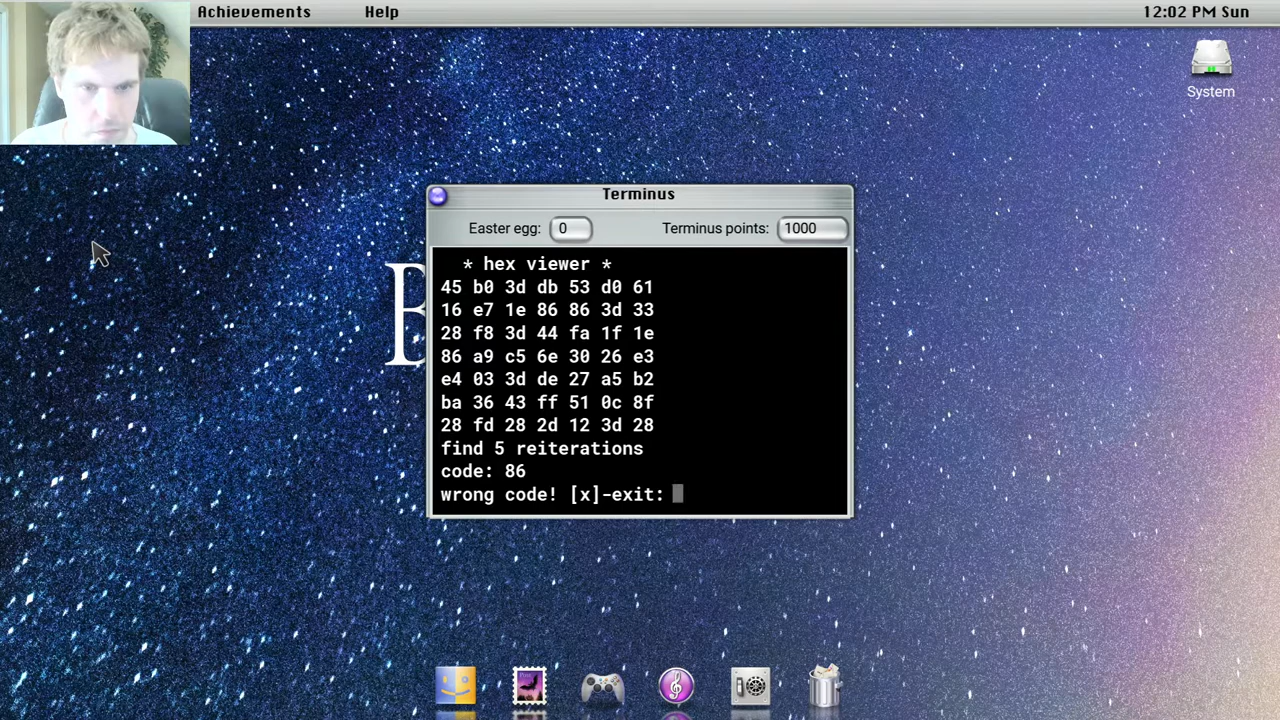 Achievements Help 12:02 PM Sun
System
Terminus
Easter egg: 0 Terminus points: 1000
* hex viewer *
45 b0 3d db 53 d0 61
16 e7 1e 86 86 3d 33
28 f8 3d 44 fa 1f 1e
86 a9 c5 6e 30 26 e3
e4 03 3d de 27 a5 b2
ba 36 43 ff 51 0c 8f
28 fd 28 2d 12 3d 28
find 5 reiterations
code: 86
wrong code! [x]-exit:
B